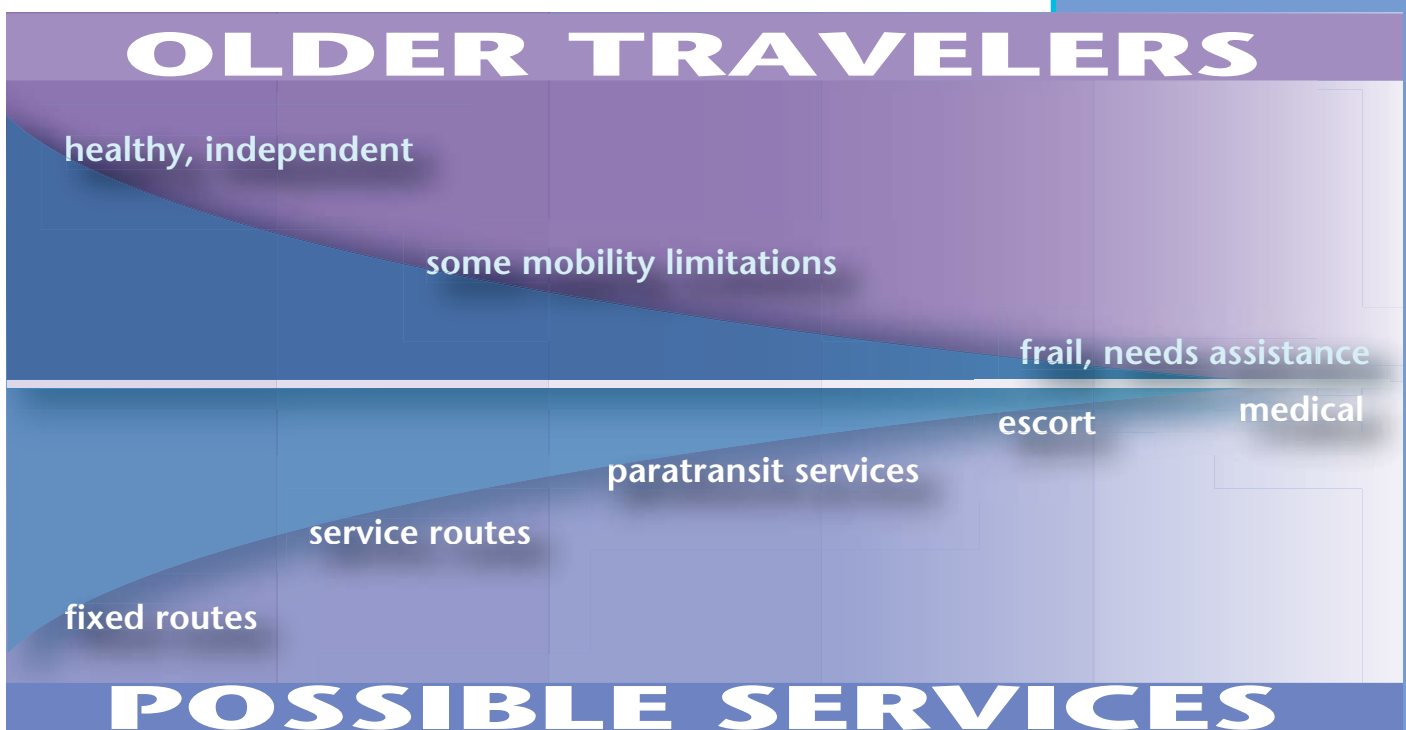 OLDER TRAVELERS
healthy, independent
some mobility limitations
frail, needs assistance
medical
escort
paratransit services
service routes
fixed routes
POSSIBLE SERVICES